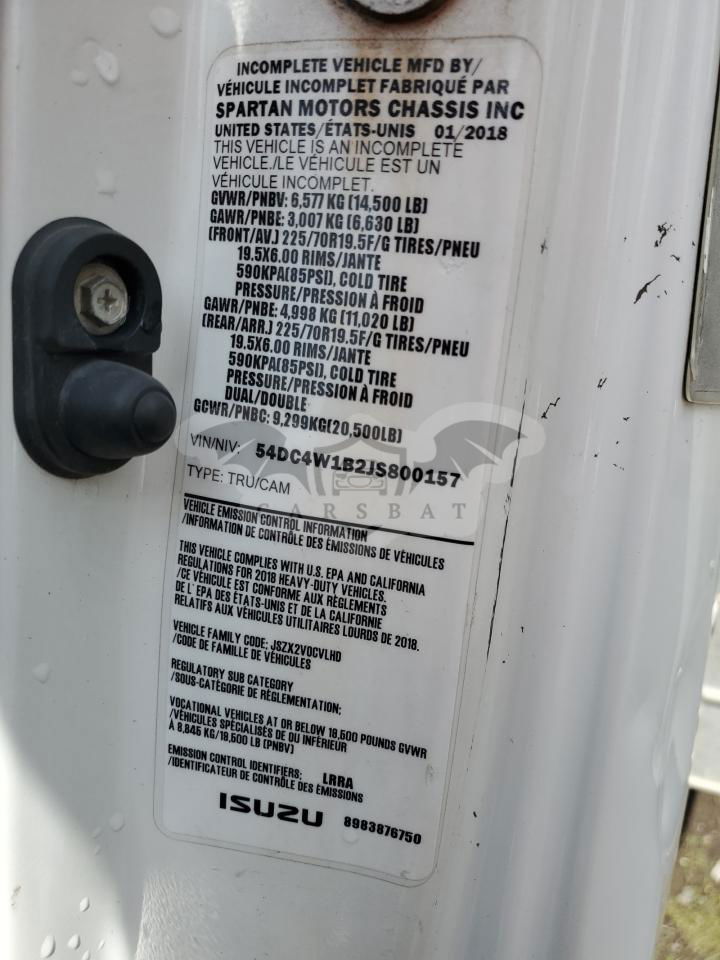 INCOMPLETE VEHICLE MFD BY/
VÉHICULE INCOMPLET FABRIQUÉ PAR
SPARTAN MOTORS CHASSIS INC
UNITED STATES/ÉTATS-UNIS 01/2018
THIS VEHICLE IS AN INCOMPLETE
VEHICLE./LE VÉHICULE EST UN
VÉHICULE INCOMPLET.
GVWR/PNBV: 6,577 KG (14,500 LB)
GAWR/PNBE: 3,007 KG (6,630 LB)
(FRONT/AV.) 225/70R19.5F/G TIRES/PNEU
19.5X6.00 RIMS/JANTE
590KPA(85PSI), COLD TIRE
PRESSURE/PRESSION À FROID
GAWR/PNBE: 4,998 KG (11,020 LB)
(REAR/ARR.) 225/70R19.5F/G TIRES/PNEU
19.5X6.00 RIMS/JANTE
590KPA(85PSI), COLD TIRE
PRESSURE/PRESSION À FROID
DUAL/DOUBLE
GCWR/PNBC: 9,299KG(20,500LB)
VIN/NIV: 54DC4W1B2JS800157
TYPE: TRU/CAM
CARSBAT
VEHICLE EMISSION CONTROL INFORMATION
/INFORMATION DE CONTRÔLE DES ÉMISSIONS DE VÉHICULES
THIS VEHICLE COMPLIES WITH U.S. EPA AND CALIFORNIA
REGULATIONS FOR 2018 HEAVY-DUTY VEHICLES.
/CE VÉHICULE EST CONFORME AUX RÈGLEMENTS
DE L' EPA DES ÉTATS-UNIS ET DE LA CALIFORNIE
RELATIFS AUX VÉHICULES UTILITAIRES LOURDS DE 2018.
VEHICLE FAMILY CODE: JSZX2VOCVLHD
/CODE DE FAMILLE DE VÉHICULES
REGULATORY SUB CATEGORY
/SOUS-CATÉGORIE DE RÉGLEMENTATION:
VOCATIONAL VEHICLES AT OR BELOW 19,500 POUNDS GVWR
/VÉHICULES SPÉCIALISÉS DE OU INFÉRIEUR
À 8,845 KG/19,500 LB (PNBV)
EMISSION CONTROL IDENTIFIERS: LRRA
/IDENTIFICATEUR DE CONTRÔLE DES ÉMISSIONS
ISUZU 8983876750